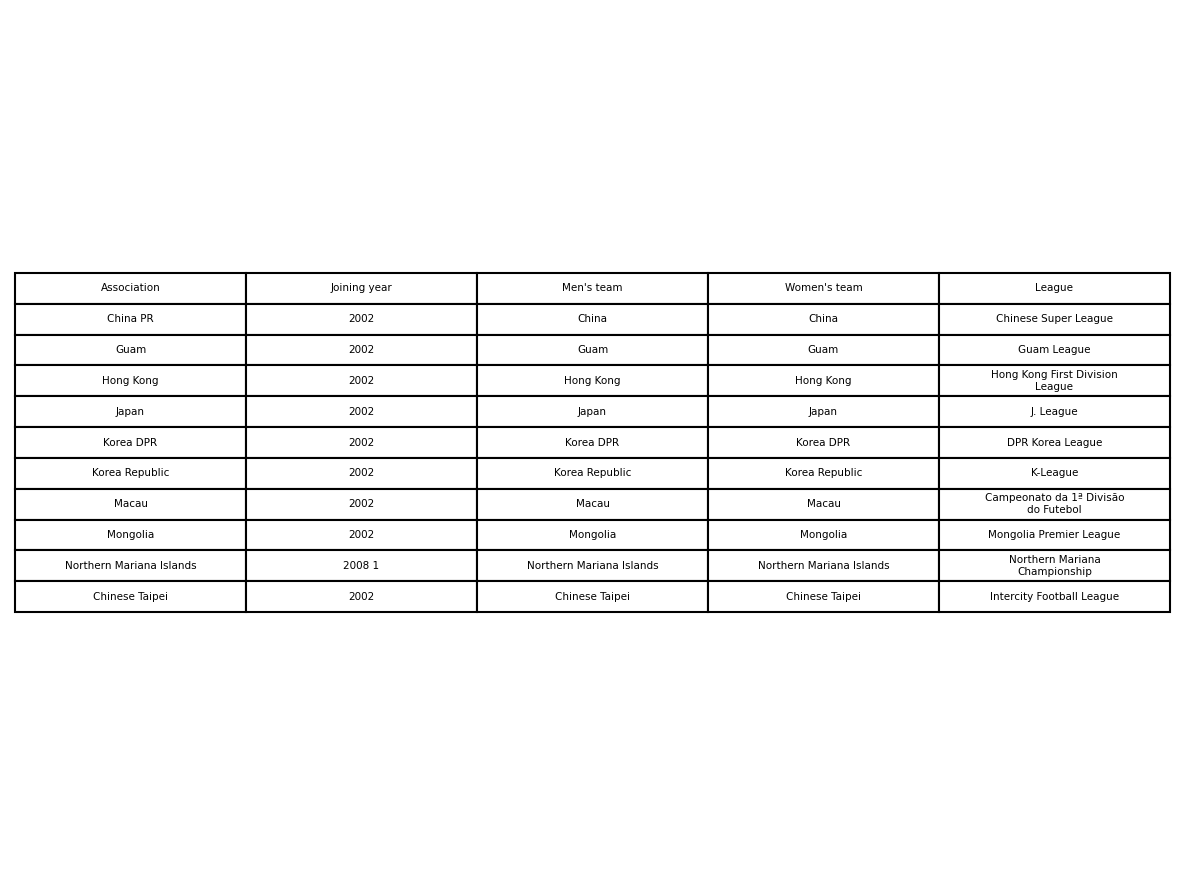 Association Joining year Men's team Women's team League
China PR 2002 China China Chinese Super League
Guam 2002 Guam Guam Guam League
Hong Kong 2002 Hong Kong Hong Kong Hong Kong First Division
League
Japan 2002 Japan Japan J. League
Korea DPR 2002 Korea DPR Korea DPR DPR Korea League
Korea Republic 2002 Korea Republic Korea Republic K-League
Macau 2002 Macau Macau Campeonato da 1ª Divisão
do Futebol
Mongolia 2002 Mongolia Mongolia Mongolia Premier League
Northern Mariana Islands 2008 1 Northern Mariana Islands Northern Mariana Islands Northern Mariana
Championship
Chinese Taipei 2002 Chinese Taipei Chinese Taipei Intercity Football League